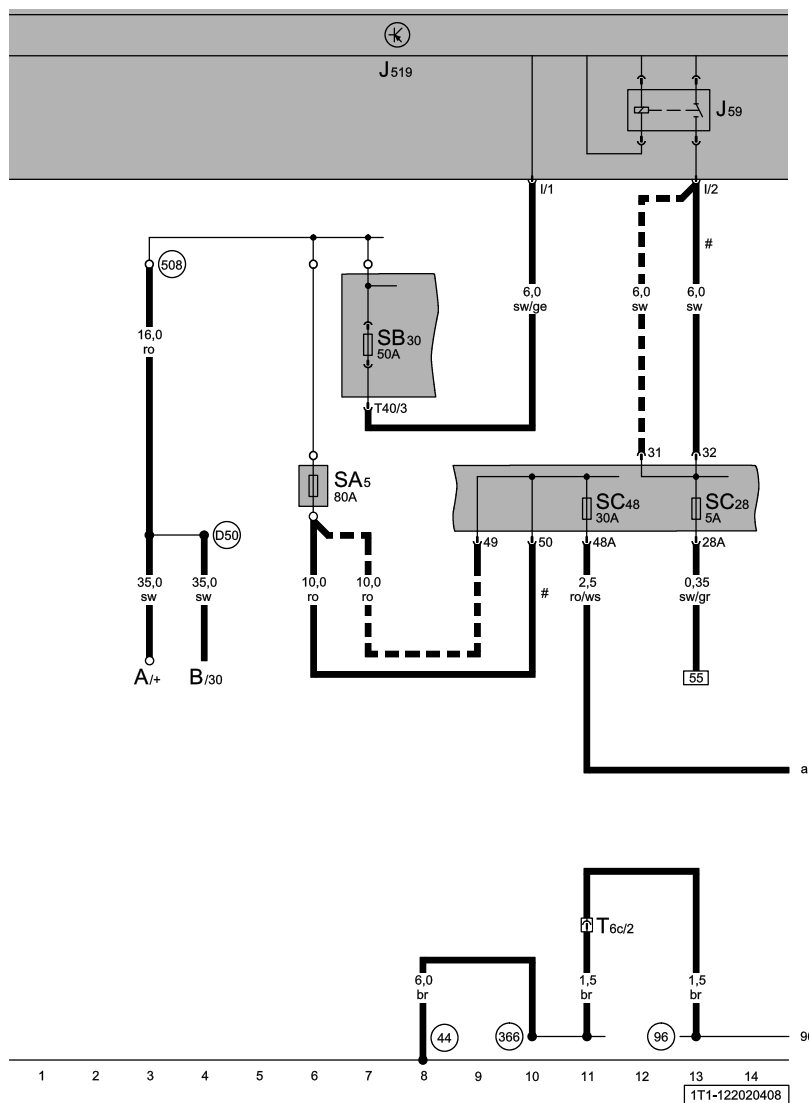 J519
J59
I/1
I/2
508
#
16,0
ro
6,0
sw/ge
6,0
sw
6,0
sw
SB30
50A
T40/3
31
32
SA5
80A
SC48
30A
SC28
5A
D50
49
50
48A
28A
35,0
sw
35,0
sw
10,0
ro
10,0
ro
#
2,5
ro/ws
0,35
sw/gr
A/+
B/30
55
a
T6c/2
6,0
br
1,5
br
1,5
br
44
366
96
1 2 3 4 5 6 7 8 9 10 11 12 13 14
1T1-122020408